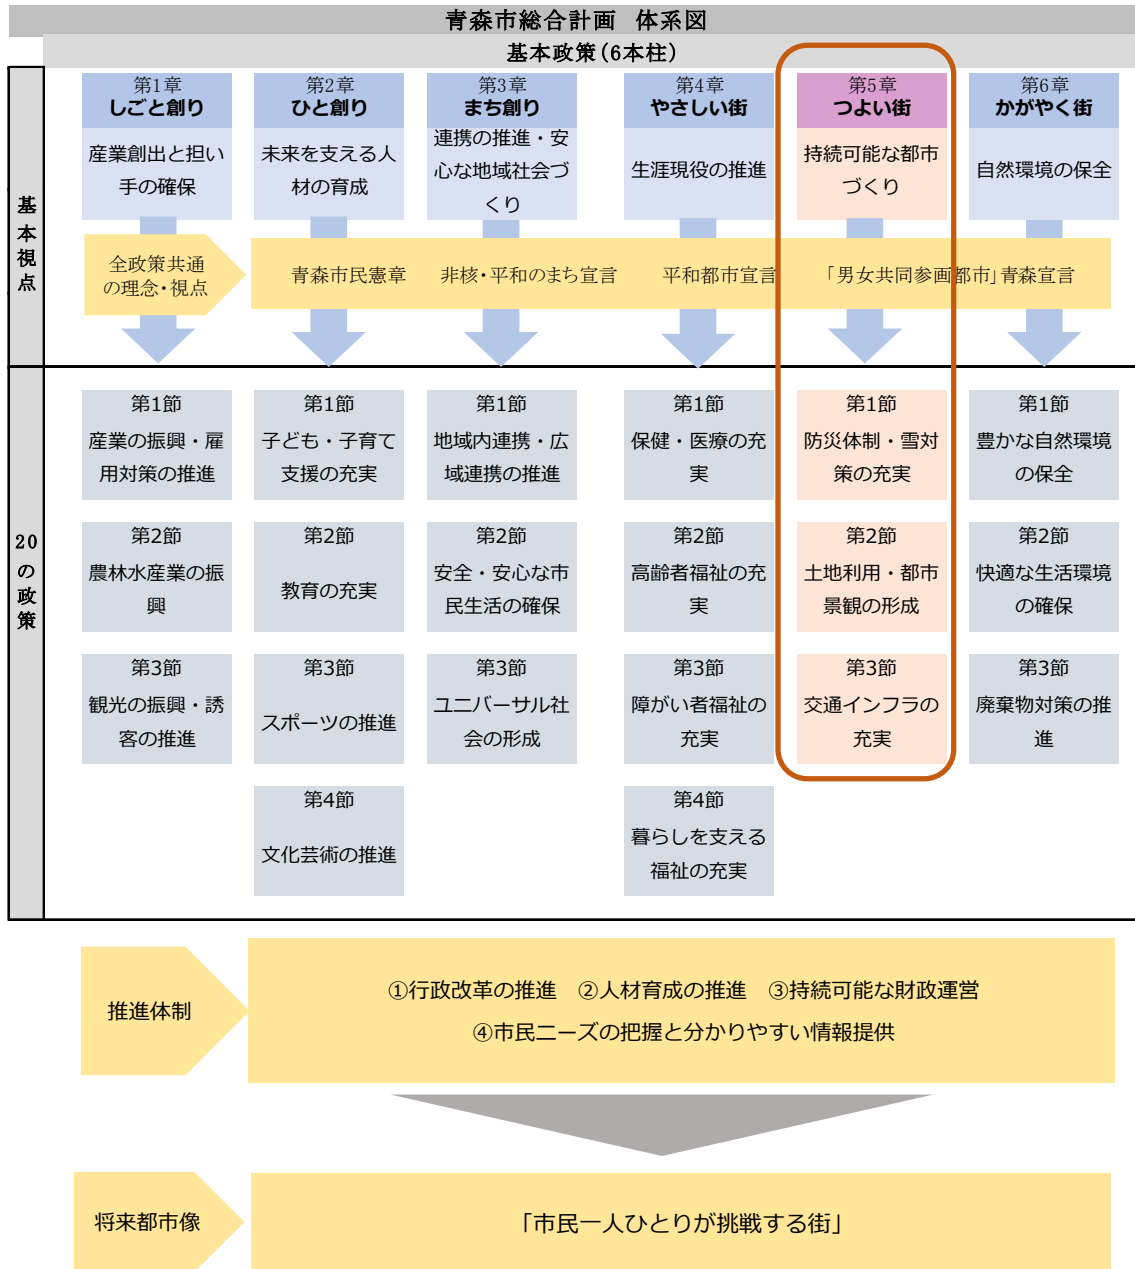 青森市総合計画　体系図
基本政策（6本柱）
基本視点
第1章
しごと創り
産業創出と担い
手の確保
第2章
ひと創り
未来を支える人
材の育成
第3章
まち創り
連携の推進・安
心な地域社会づ
くり
第4章
やさしい街
生涯現役の推進
第5章
つよい街
持続可能な都市
づくり
第6章
かがやく街
自然環境の保全
全政策共通
の理念・視点
青森市民憲章　非核・平和のまち宣言　平和都市宣言　「男女共同参画都市」青森宣言
20の政策
第1節
産業の振興・雇
用対策の推進
第1節
子ども・子育て
支援の充実
第1節
地域内連携・広
域連携の推進
第1節
保健・医療の充
実
第1節
防災体制・雪対
策の充実
第1節
豊かな自然環境
の保全
第2節
農林水産業の振
興
第2節
教育の充実
第2節
安全・安心な市
民生活の確保
第2節
高齢者福祉の充
実
第2節
土地利用・都市
景観の形成
第2節
快適な生活環境
の確保
第3節
観光の振興・誘
客の推進
第3節
スポーツの推進
第3節
ユニバーサル社
会の形成
第3節
障がい者福祉の
充実
第3節
交通インフラの
充実
第3節
廃棄物対策の推
進
第4節
文化芸術の推進
第4節
暮らしを支える
福祉の充実
推進体制
①行政改革の推進　②人材育成の推進　③持続可能な財政運営
④市民ニーズの把握と分かりやすい情報提供
将来都市像
「市民一人ひとりが挑戦する街」